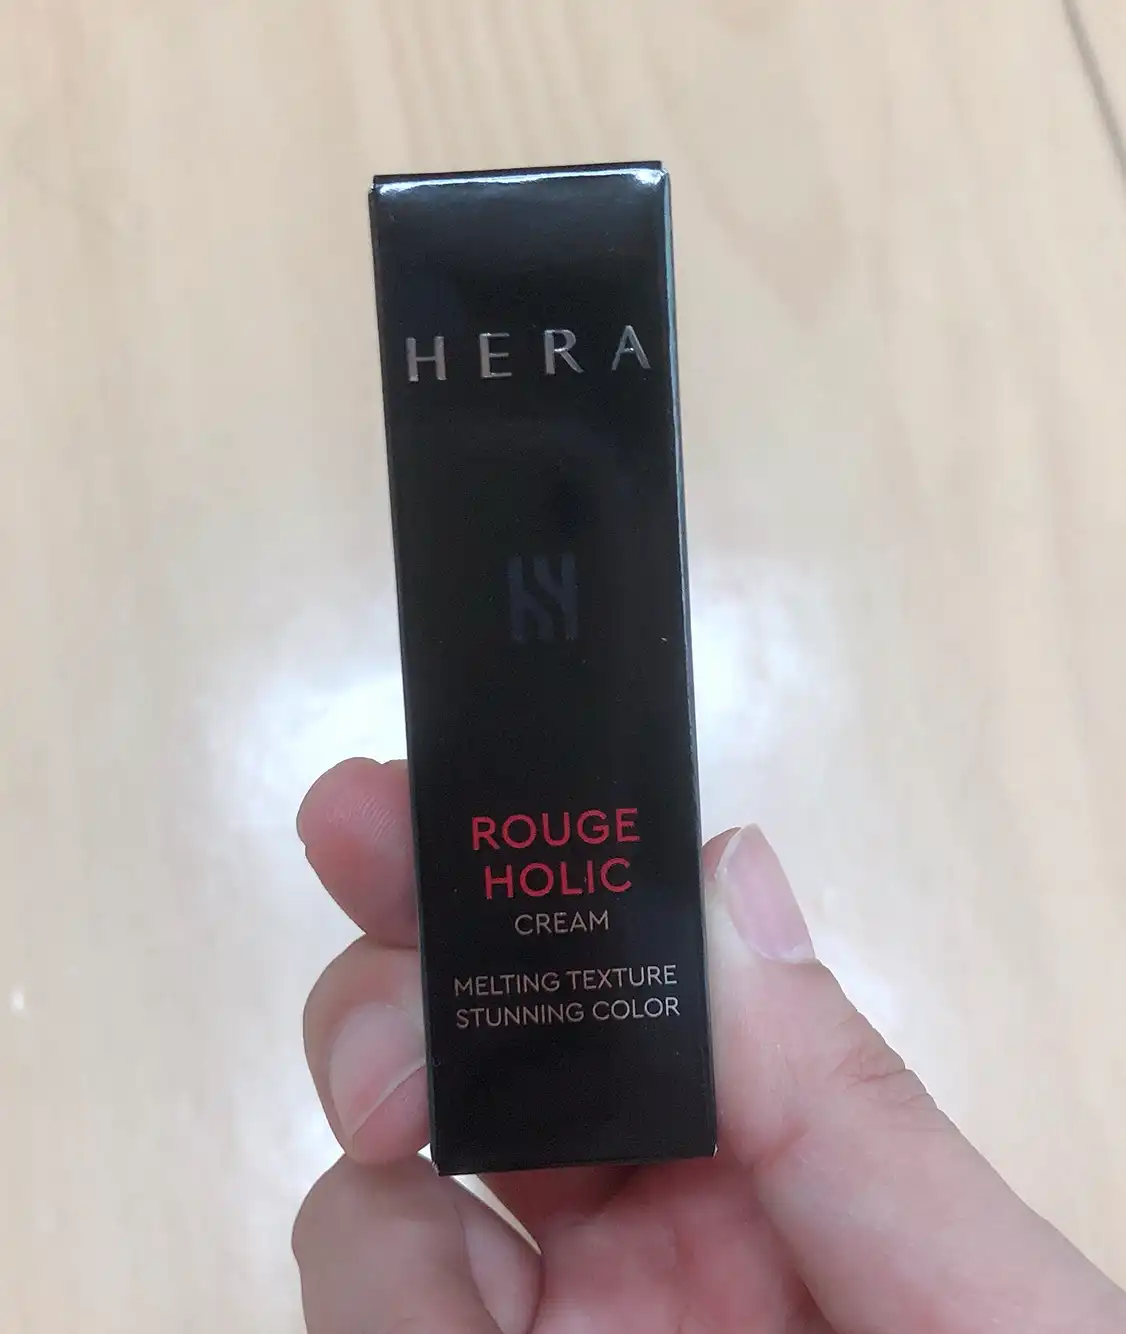 HERA
ROUGE
HOLIC
CREAM
MELTING TEXTURE
STUNNING COLOR